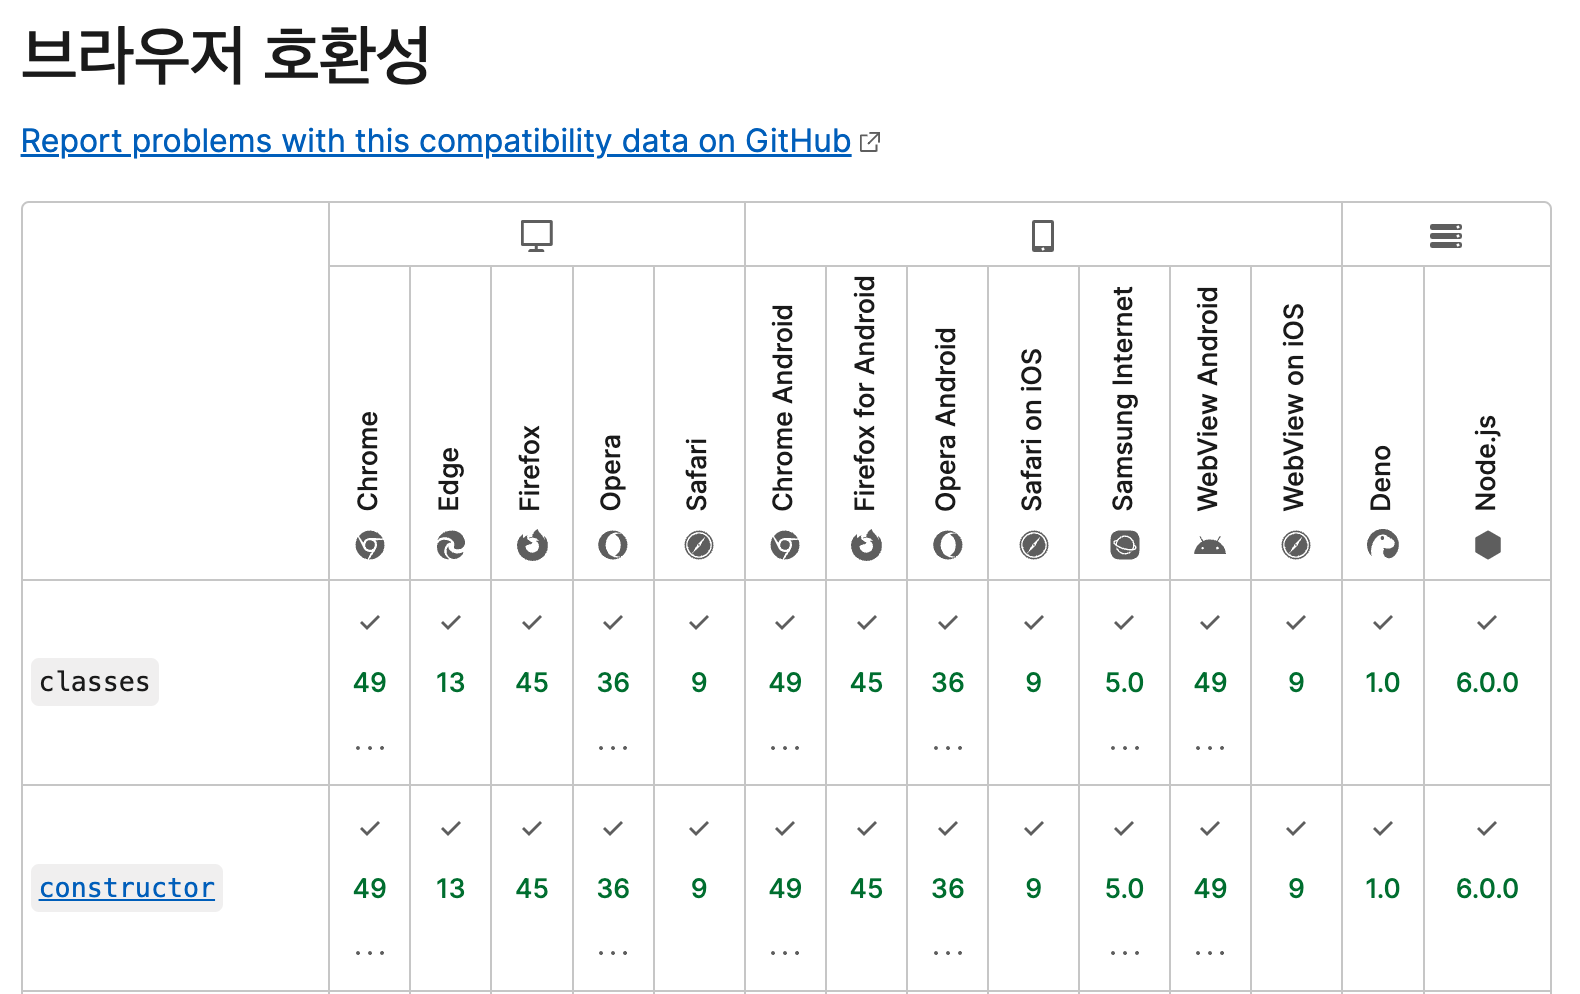 브라우저 호환성
Report problems with this compatibility data on GitHub
Chrome
Edge
Firefox
Opera
Safari
Chrome Android
Firefox for Android
Opera Android
Safari on iOS
Samsung Internet
WebView Android
WebView on iOS
Deno
Node.js
classes
49 13 45 36 9 49 45 36 9 5.0 49 9 1.0 6.0.0
... ... ... ... ... ...
constructor
49 13 45 36 9 49 45 36 9 5.0 49 9 1.0 6.0.0
... ... ... ... ... ...